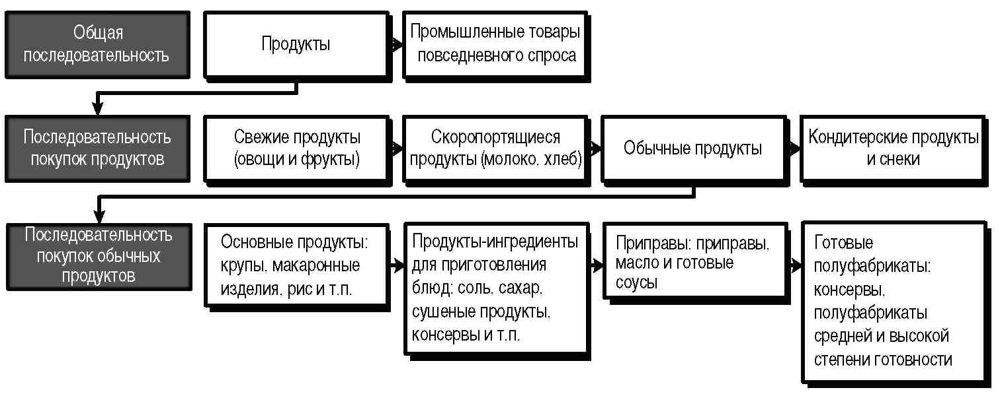 Общая
последовательность
Продукты
Промышленные товары
повседневного спроса
Последовательность
покупок продуктов
Свежие продукты
(овощи и фрукты)
Скоропортящиеся
продукты (молоко, хлеб)
Обычные продукты
Кондитерские продукты
и снеки
Последовательность
покупок обычных
продуктов
Основные продукты:
крупы, макаронные
изделия, рис и т.п.
Продукты-ингредиенты
для приготовления
блюд: соль, сахар,
сушеные продукты,
консервы и т.п.
Приправы: приправы,
масло и готовые
соусы
Готовые
полуфабрикаты:
консервы,
полуфабрикаты
средней и высокой
степени готовности